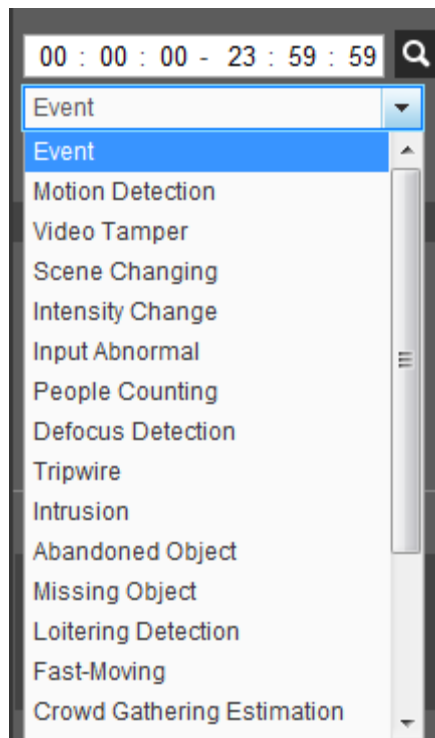 00 : 00 : 00 - 23 : 59 : 59
Event
Event
Motion Detection
Video Tamper
Scene Changing
Intensity Change
Input Abnormal
People Counting
Defocus Detection
Tripwire
Intrusion
Abandoned Object
Missing Object
Loitering Detection
Fast-Moving
Crowd Gathering Estimation